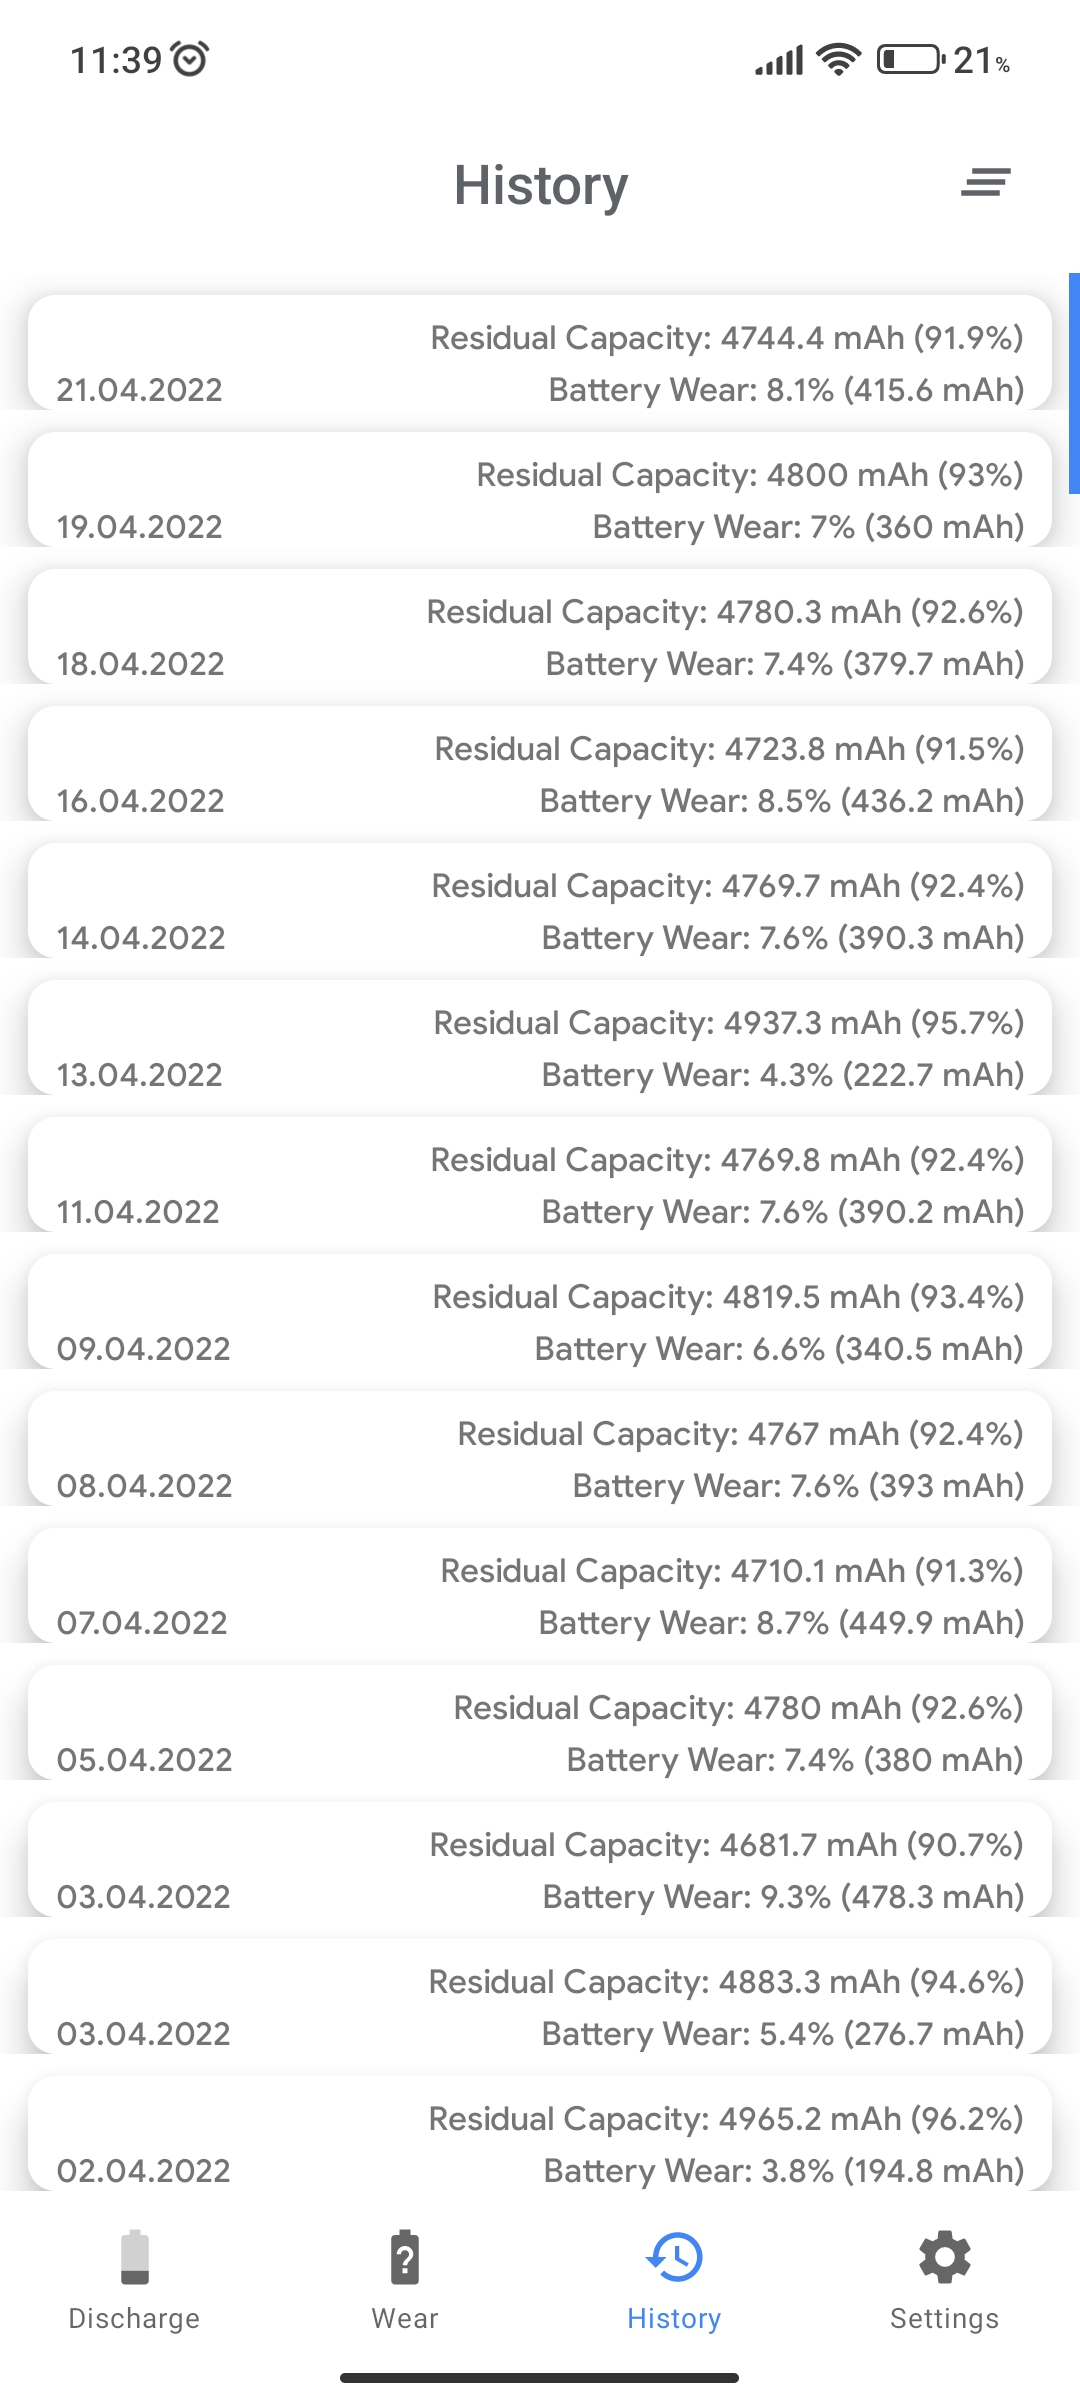 11:39 21%
History
Residual Capacity: 4744.4 mAh (91.9%)
21.04.2022 Battery Wear: 8.1% (415.6 mAh)
Residual Capacity: 4800 mAh (93%)
19.04.2022 Battery Wear: 7% (360 mAh)
Residual Capacity: 4780.3 mAh (92.6%)
18.04.2022 Battery Wear: 7.4% (379.7 mAh)
Residual Capacity: 4723.8 mAh (91.5%)
16.04.2022 Battery Wear: 8.5% (436.2 mAh)
Residual Capacity: 4769.7 mAh (92.4%)
14.04.2022 Battery Wear: 7.6% (390.3 mAh)
Residual Capacity: 4937.3 mAh (95.7%)
13.04.2022 Battery Wear: 4.3% (222.7 mAh)
Residual Capacity: 4769.8 mAh (92.4%)
11.04.2022 Battery Wear: 7.6% (390.2 mAh)
Residual Capacity: 4819.5 mAh (93.4%)
09.04.2022 Battery Wear: 6.6% (340.5 mAh)
Residual Capacity: 4767 mAh (92.4%)
08.04.2022 Battery Wear: 7.6% (393 mAh)
Residual Capacity: 4710.1 mAh (91.3%)
07.04.2022 Battery Wear: 8.7% (449.9 mAh)
Residual Capacity: 4780 mAh (92.6%)
05.04.2022 Battery Wear: 7.4% (380 mAh)
Residual Capacity: 4681.7 mAh (90.7%)
03.04.2022 Battery Wear: 9.3% (478.3 mAh)
Residual Capacity: 4883.3 mAh (94.6%)
03.04.2022 Battery Wear: 5.4% (276.7 mAh)
Residual Capacity: 4965.2 mAh (96.2%)
02.04.2022 Battery Wear: 3.8% (194.8 mAh)
Discharge Wear History Settings